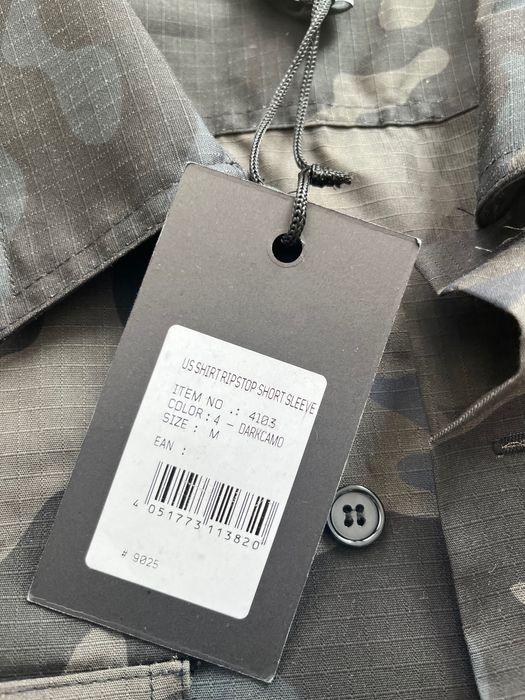 US SHIRT RIPSTOP SHORT SLEEVE
ITEM NO .: 4103
COLOR: 4 - DARKCAMO
SIZE : M
EAN :
4 051773 113820
# 9025